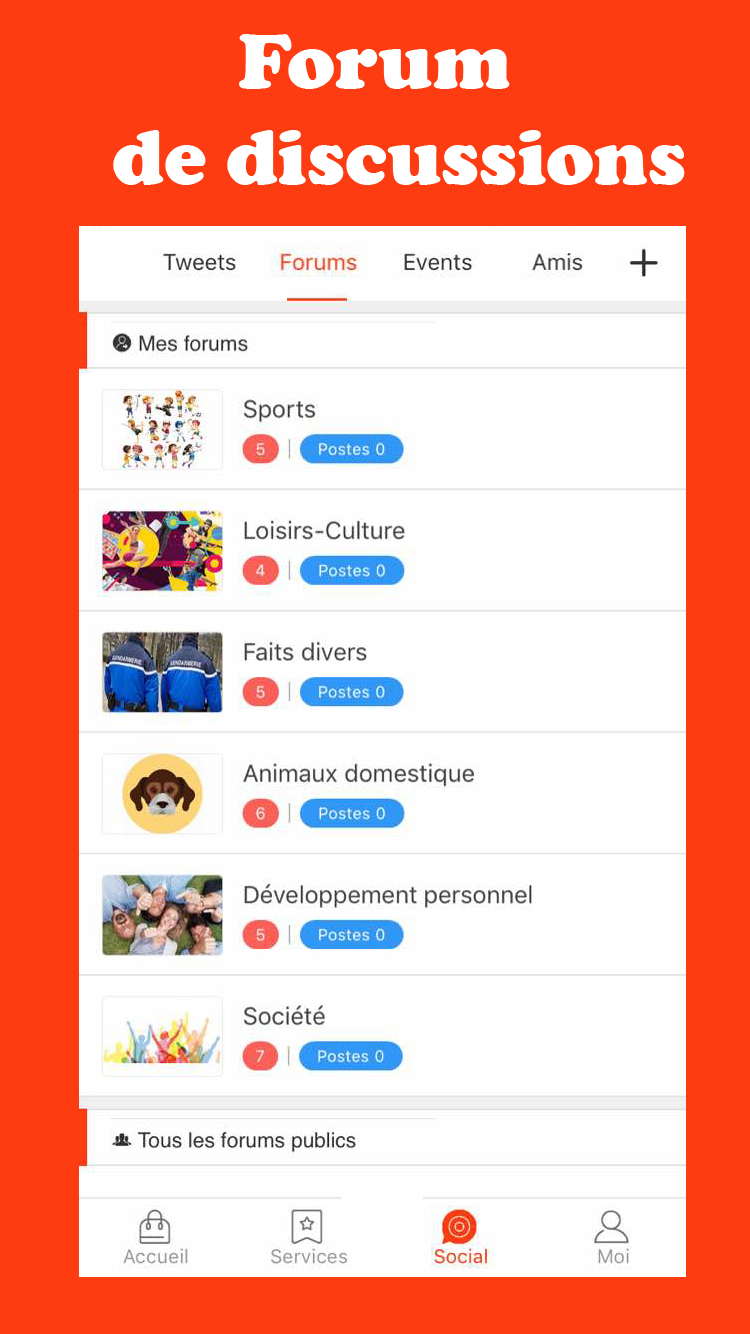 Forum
de discussions
Tweets Forums Events Amis +
Mes forums
Sports
5 | Postes 0
Loisirs-Culture
4 | Postes 0
GENDARMERIE GENDARMERIE
Faits divers
5 | Postes 0
Animaux domestique
6 | Postes 0
Développement personnel
5 | Postes 0
Société
7 | Postes 0
Tous les forums publics
Accueil Services Social Moi